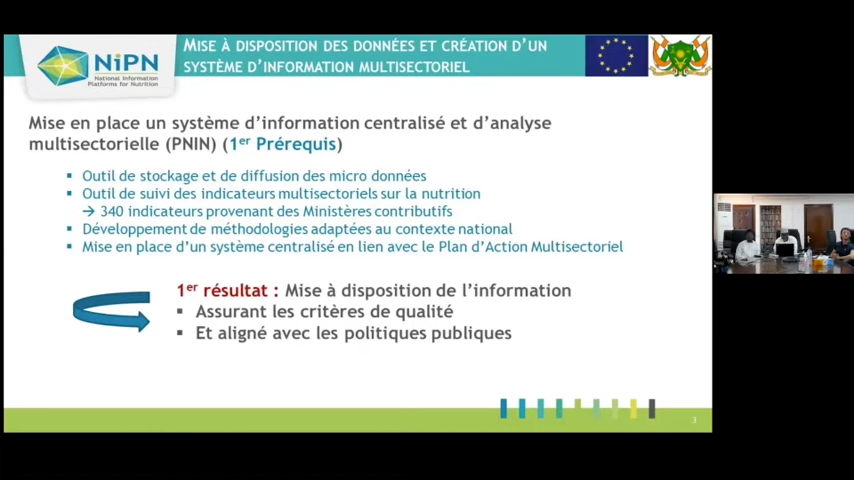 NiPN
National Information
Platforms for Nutrition
MISE À DISPOSITION DES DONNÉES ET CRÉATION D'UN
SYSTÈME D'INFORMATION MULTISECTORIEL
Mise en place un système d'information centralisé et d'analyse
multisectorielle (PNIN) (1er Prérequis)
▪ Outil de stockage et de diffusion des micro données
▪ Outil de suivi des indicateurs multisectoriels sur la nutrition
→ 340 indicateurs provenant des Ministères contributifs
▪ Développement de méthodologies adaptées au contexte national
▪ Mise en place d'un système centralisé en lien avec le Plan d'Action Multisectoriel
1er résultat : Mise à disposition de l'information
▪ Assurant les critères de qualité
▪ Et aligné avec les politiques publiques
3